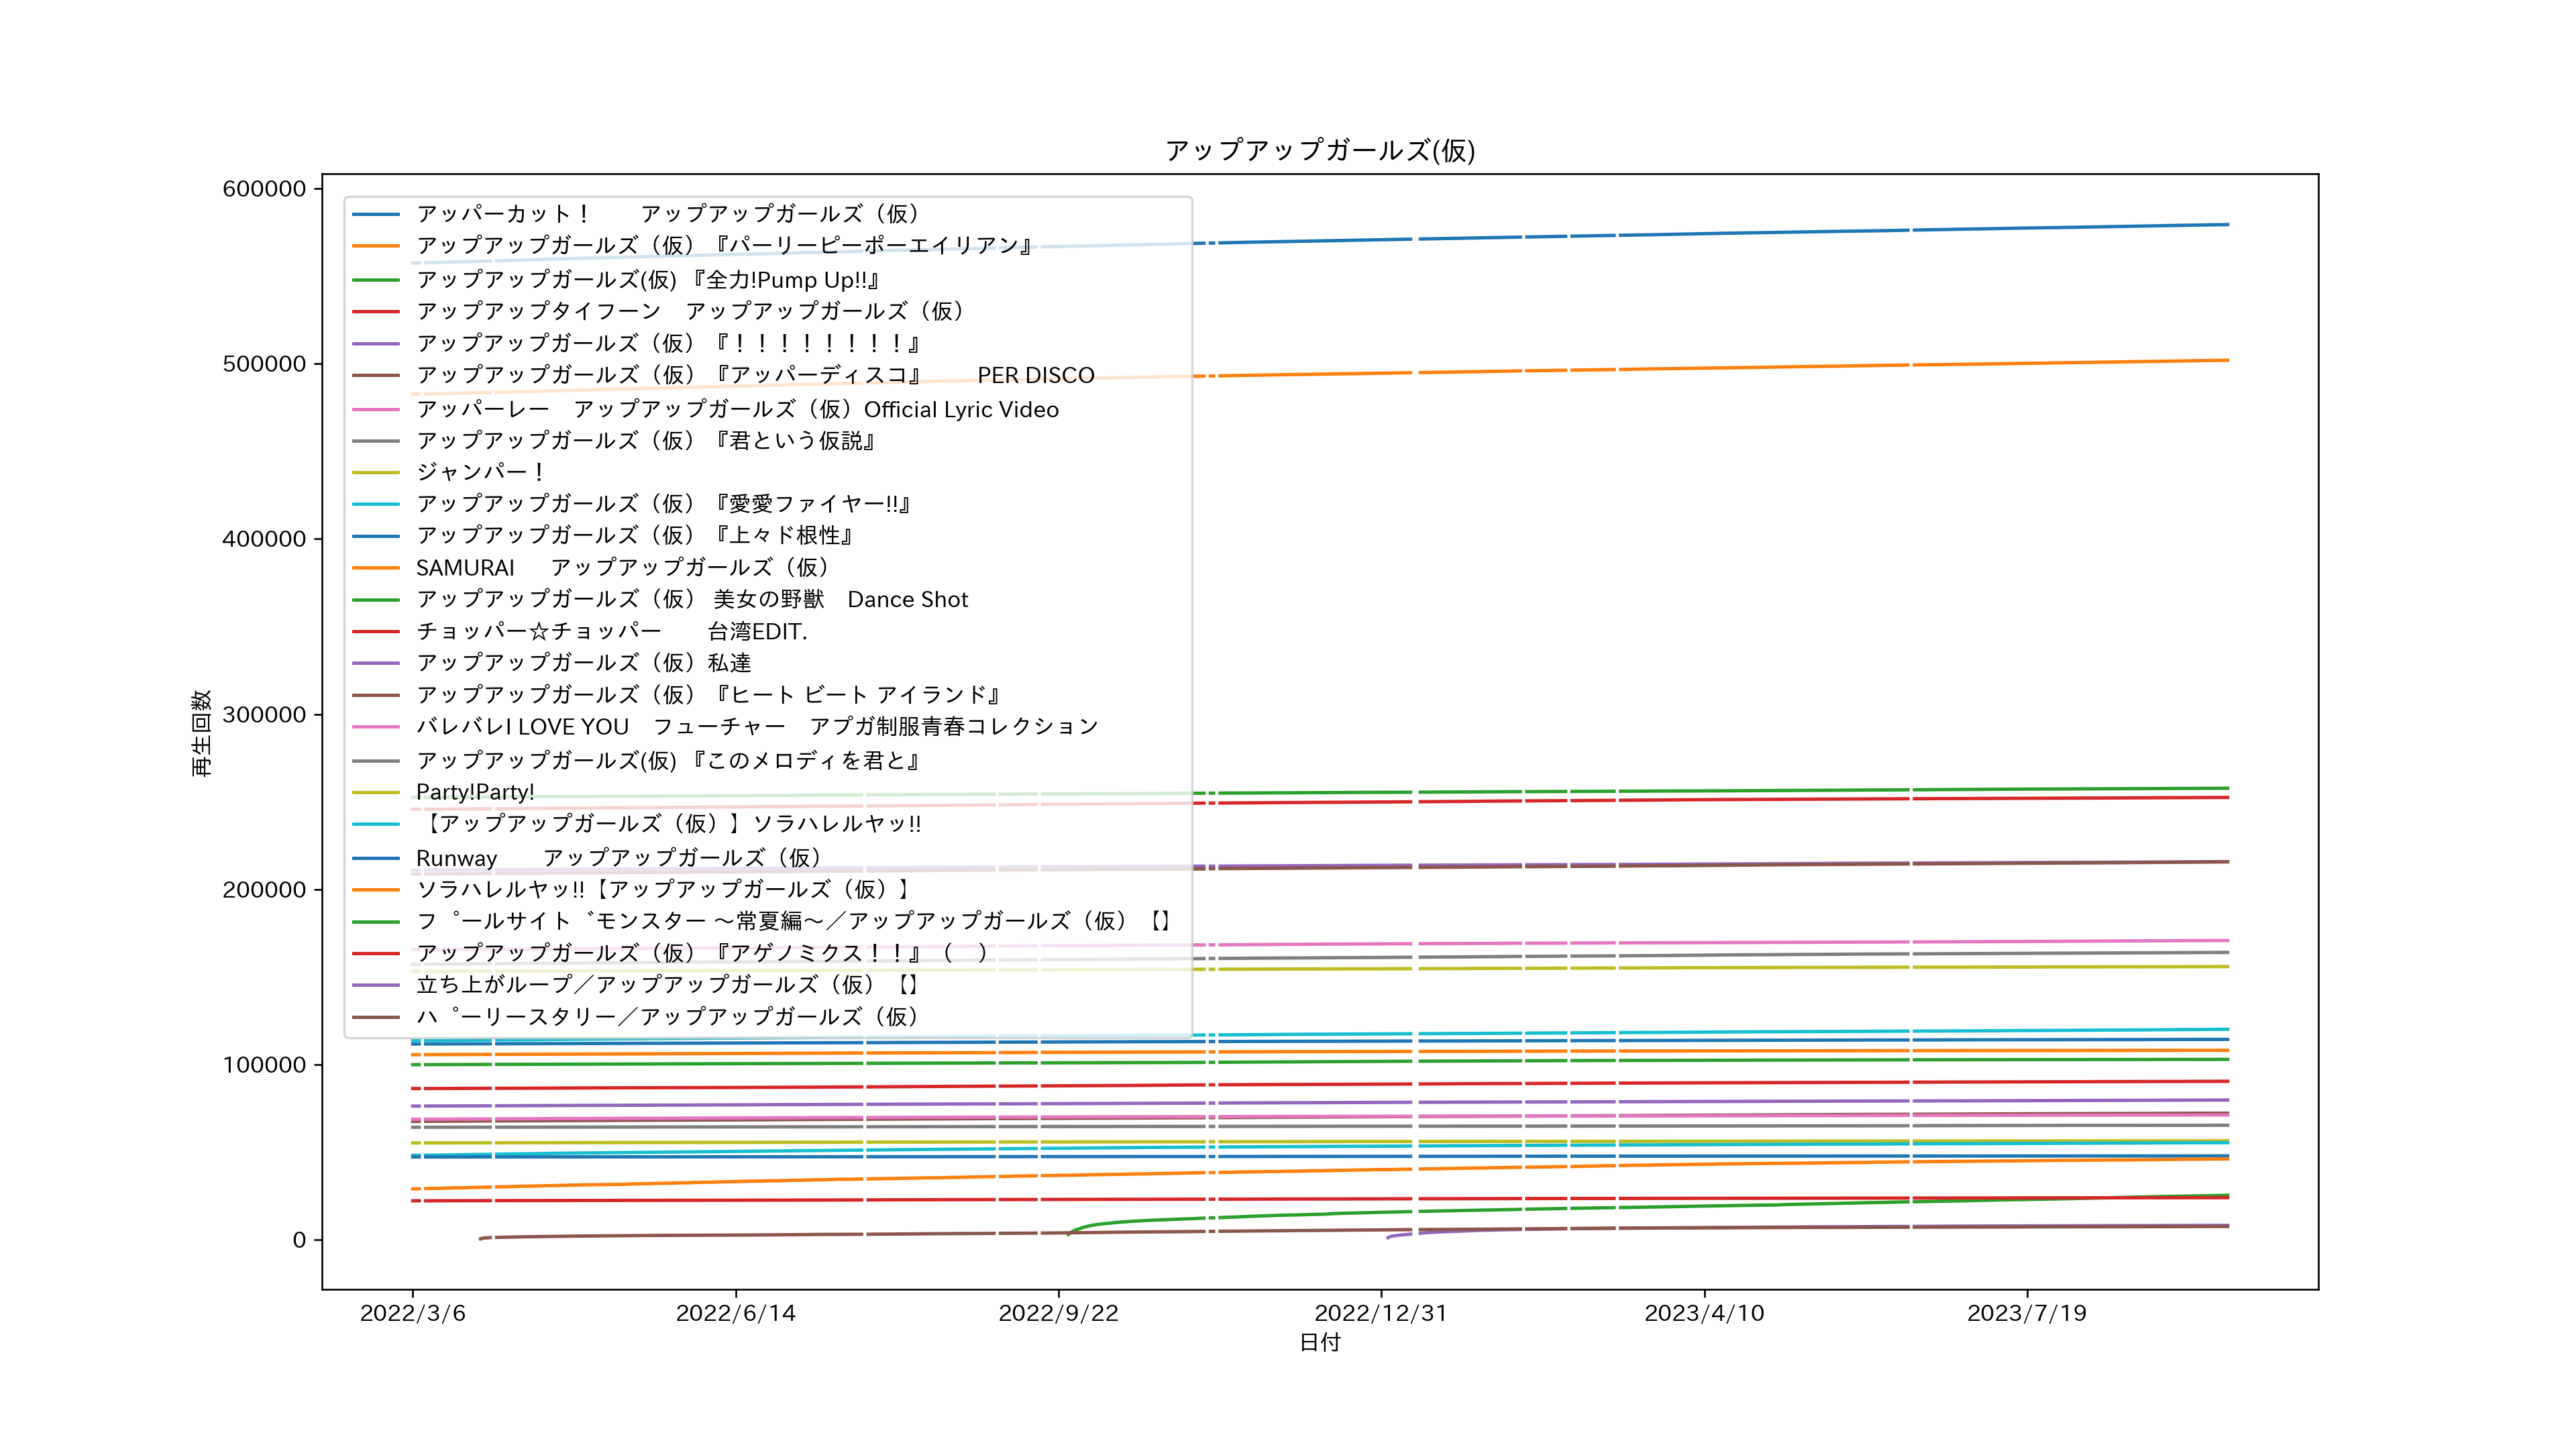 アップアップガールズ(仮)
600000
500000
400000
300000
200000
100000
0
再生回数
アッパーカット！　　アップアップガールズ（仮）
アップアップガールズ（仮）『パーリーピーポーエイリアン』
アップアップガールズ(仮) 『全力!Pump Up!!』
アップアップタイフーン　アップアップガールズ（仮）
アップアップガールズ（仮）『！！！！！！！！』
アップアップガールズ（仮）『アッパーディスコ』　　PER DISCO
アッパーレー　アップアップガールズ（仮）Official Lyric Video
アップアップガールズ（仮）『君という仮説』
ジャンパー！
アップアップガールズ（仮）『愛愛ファイヤー!!』
アップアップガールズ（仮）『上々ド根性』
SAMURAI　 アップアップガールズ（仮）
アップアップガールズ（仮） 美女の野獣　Dance Shot
チョッパー☆チョッパー　　台湾EDIT.
アップアップガールズ（仮）私達
アップアップガールズ（仮）『ヒート ビート アイランド』
バレバレI LOVE YOU　フューチャー　アプガ制服青春コレクション
アップアップガールズ(仮) 『このメロディを君と』
Party!Party!
【アップアップガールズ（仮）】ソラハレルヤッ!!
Runway　　アップアップガールズ（仮）
ソラハレルヤッ!!【アップアップガールズ（仮）】
フ゜ールサイト゛モンスター ～常夏編～／アップアップガールズ（仮）【】
アップアップガールズ（仮）『アゲノミクス！！』（　）
立ち上がループ／アップアップガールズ（仮）【】
ハ゜ーリースタリー／アップアップガールズ（仮）
2022/3/6 2022/6/14 2022/9/22 2022/12/31 2023/4/10 2023/7/19
日付